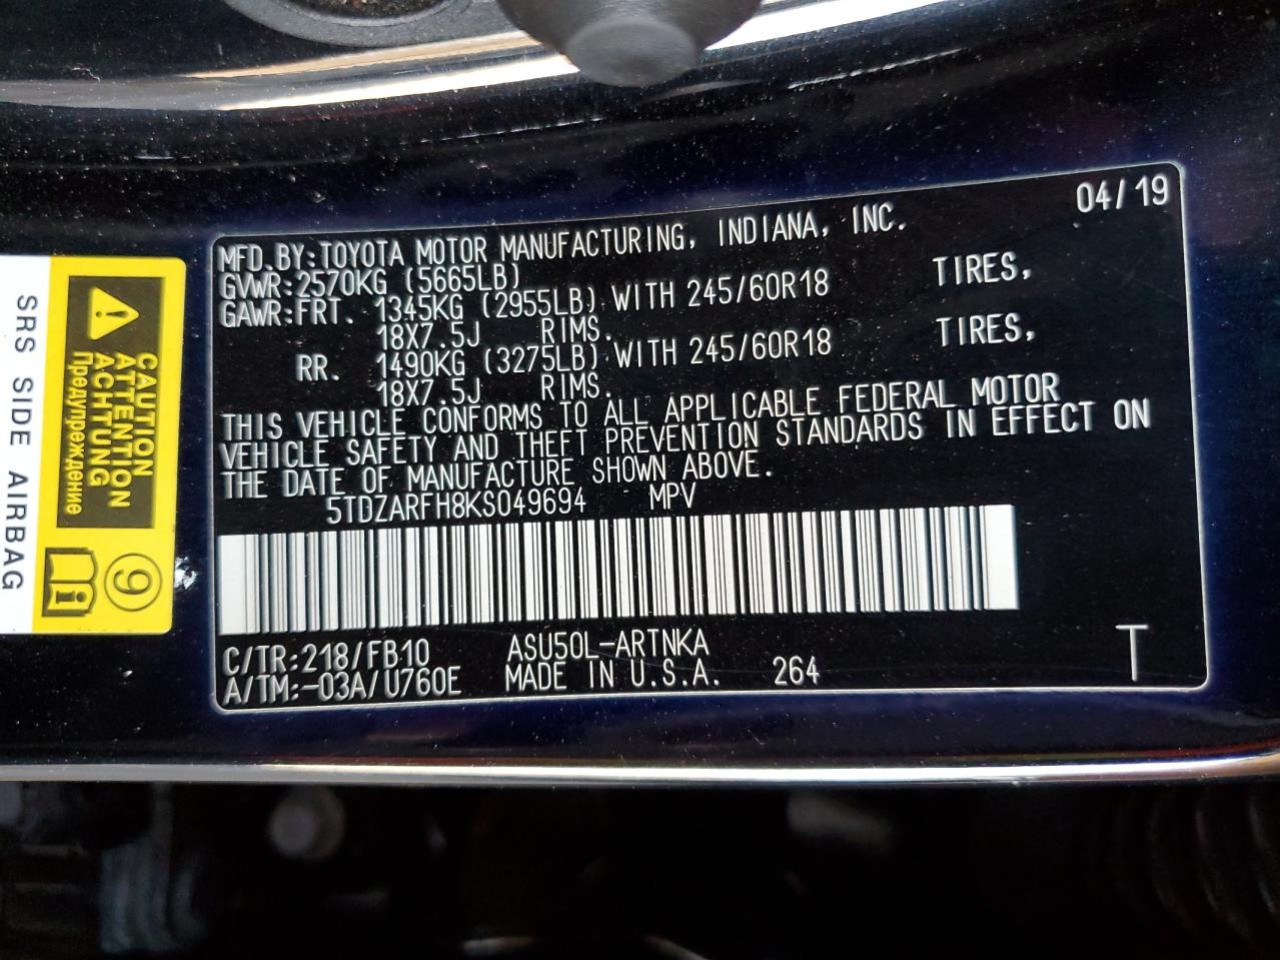 04/19
MFD.BY:TOYOTA MOTOR MANUFACTURING, INDIANA, INC.
GVWR:2570KG (5665LB)
GAWR:FRT. 1345KG (2955LB) WITH 245/60R18 TIRES,
18X7.5J RIMS.
RR. 1490KG (3275LB) WITH 245/60R18 TIRES,
18X7.5J RIMS.
THIS VEHICLE CONFORMS TO ALL APPLICABLE FEDERAL MOTOR
VEHICLE SAFETY AND THEFT PREVENTION STANDARDS IN EFFECT ON
THE DATE OF MANUFACTURE SHOWN ABOVE.
5TDZARFH8KS049694 MPV
C/TR:218/FB10 ASU50L-ARTNKA
A/TM:-03A/U760E MADE IN U.S.A. 264
T
CAUTION
ATTENTION
ACHTUNG
Предупреждение
9
i
SRS SIDE AIRBAG